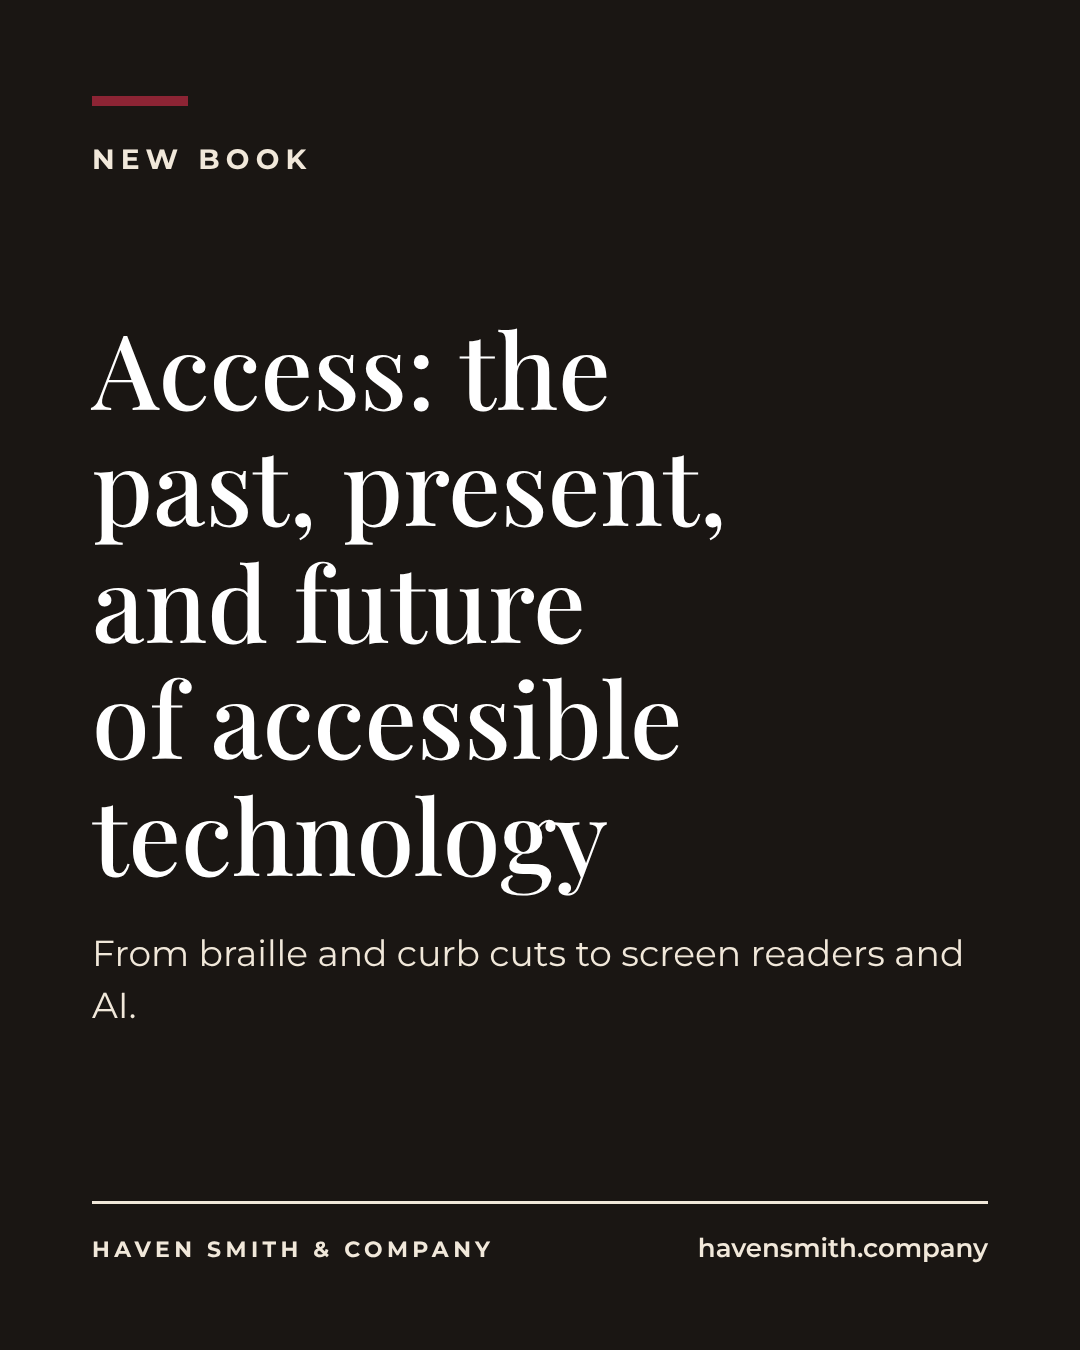 NEW BOOK
Access: the
past, present,
and future
of accessible
technology
From braille and curb cuts to screen readers and
AI.
HAVEN SMITH & COMPANY
havensmith.company